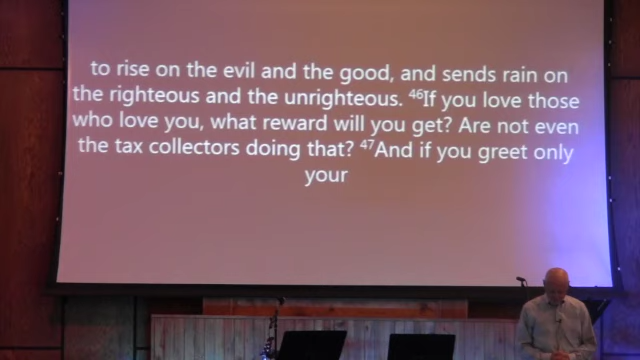 to rise on the evil and the good, and sends rain on
the righteous and the unrighteous. ⁴⁶If you love those
who love you, what reward will you get? Are not even
the tax collectors doing that? ⁴⁷And if you greet only
your